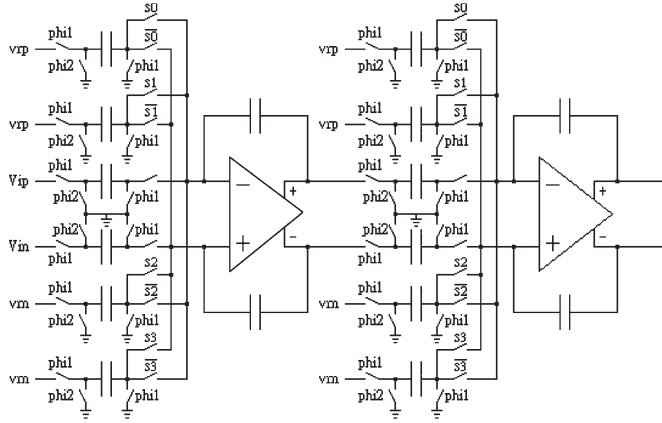 s0 s0
phi1 s0 phi1 s0
vrp vrp
phi2 phi1 phi2 phi1
s1 s1
phi1 s1 phi1 s1
vrp vrp
phi2 phi1 phi2 phi1
phi1 phi1
Vip − + − +
phi2 phi1 phi2 phi1
phi2 phi1 phi2 phi1
Vin + − + −
phi1 phi1
s2 s2
phi1 s2 phi1 s2
vrn vrn
phi2 phi1 phi2 phi1
s3 s3
phi1 s3 phi1 s3
vrn vrn
phi2 phi1 phi2 phi1